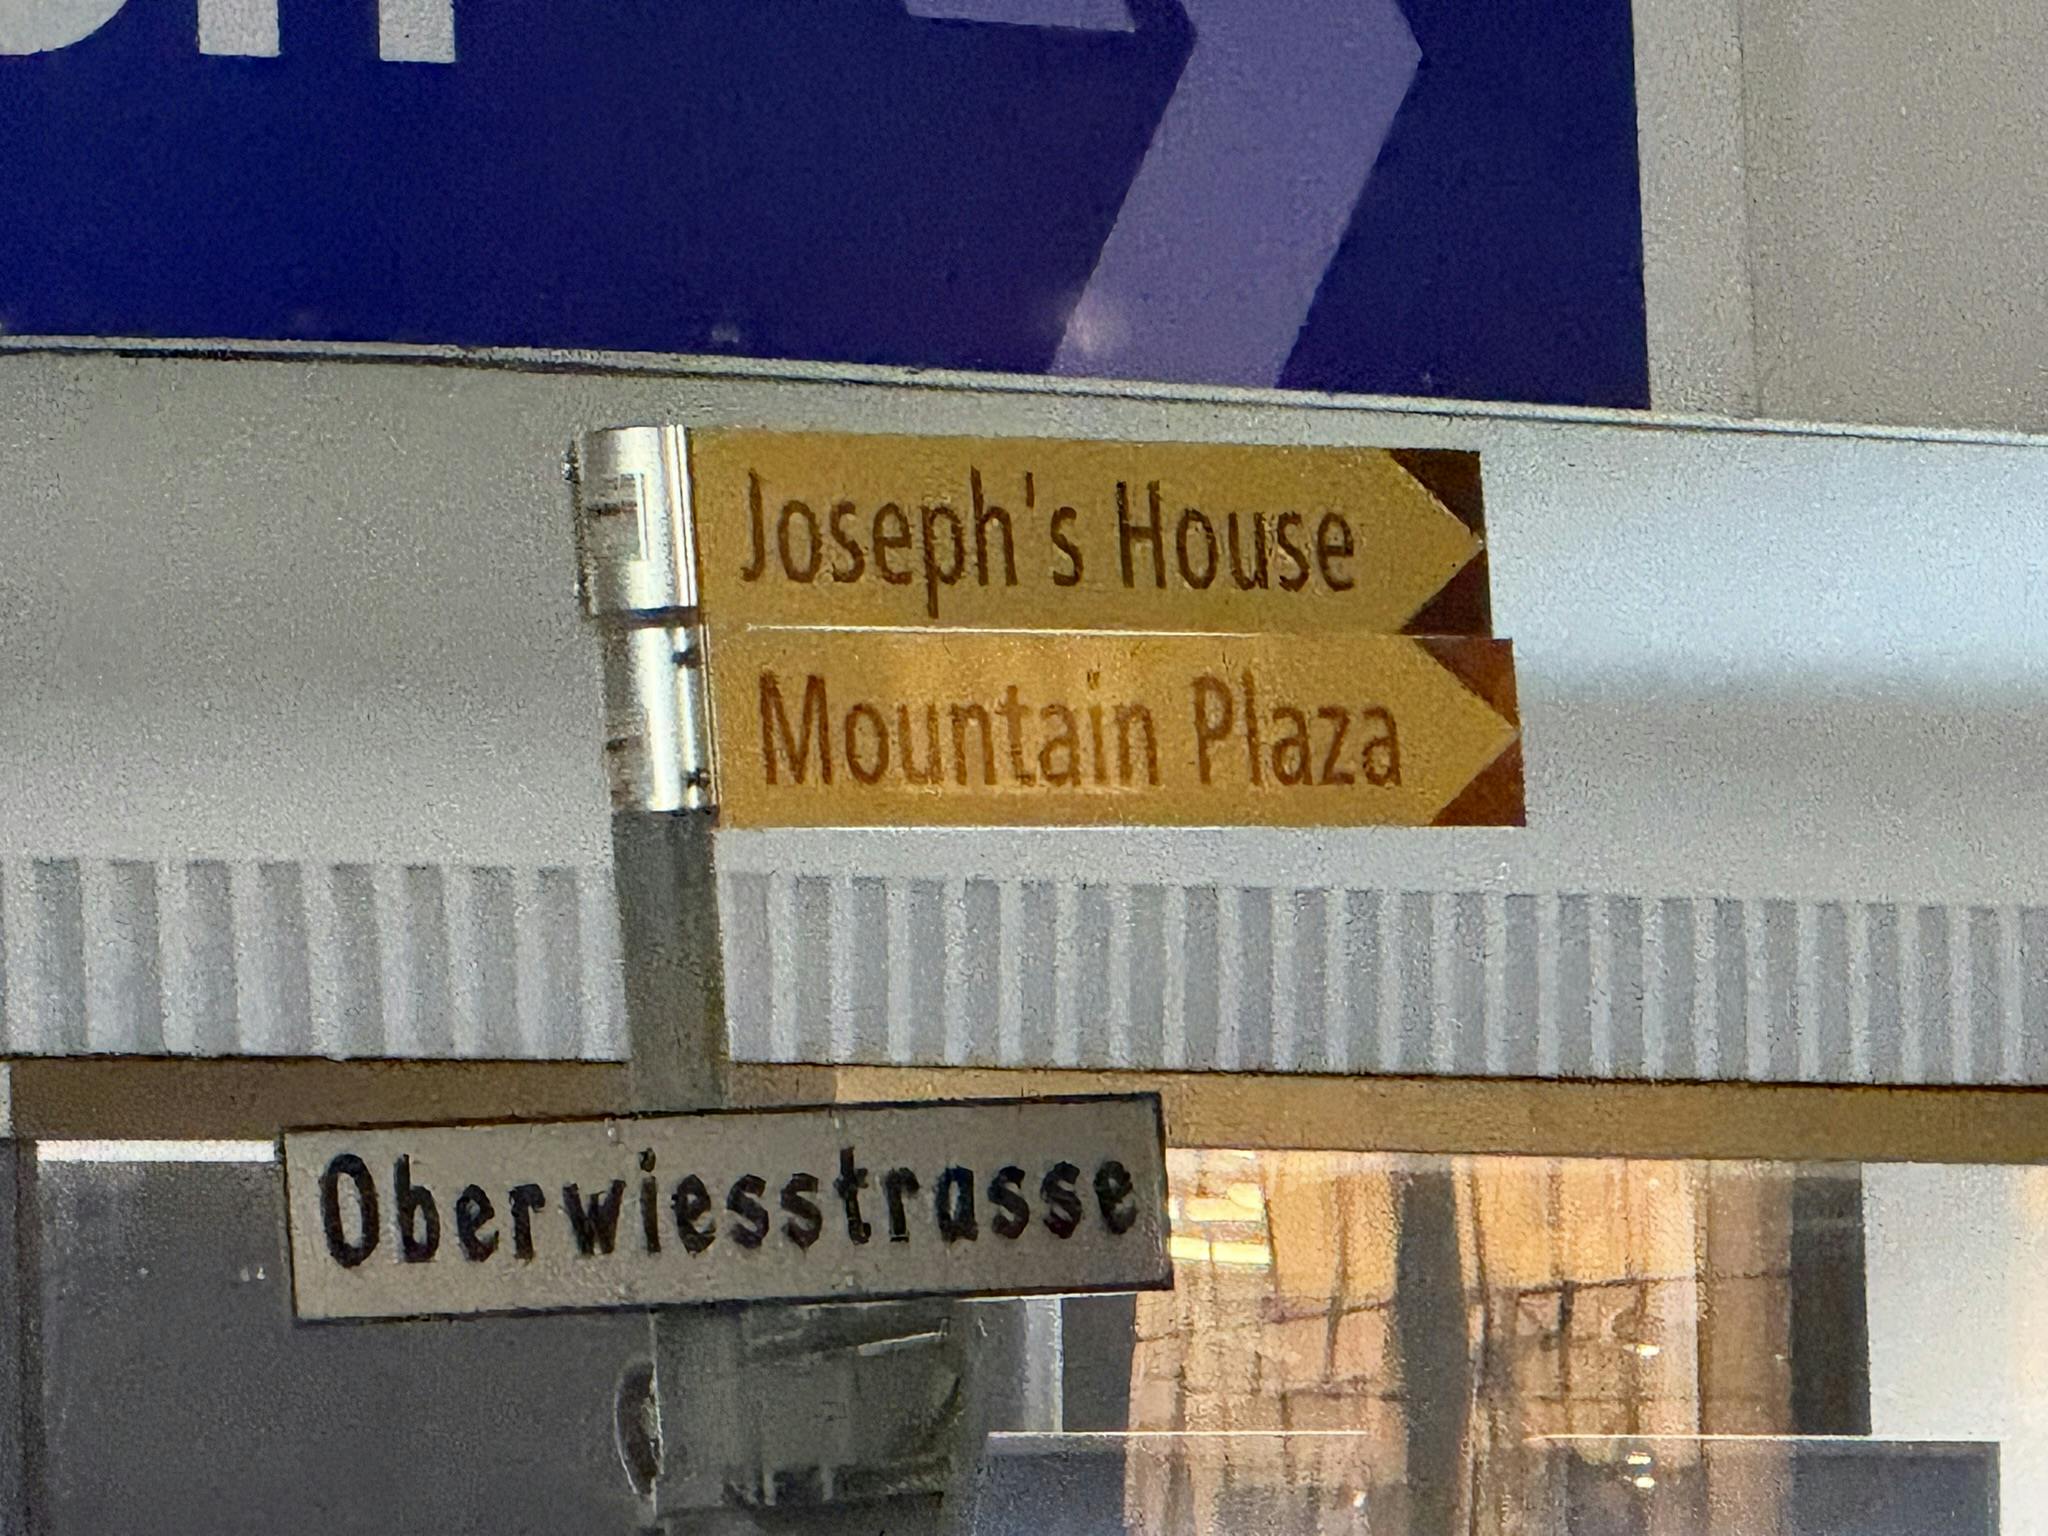 Joseph's House
Mountain Plaza
Oberwiesstrasse